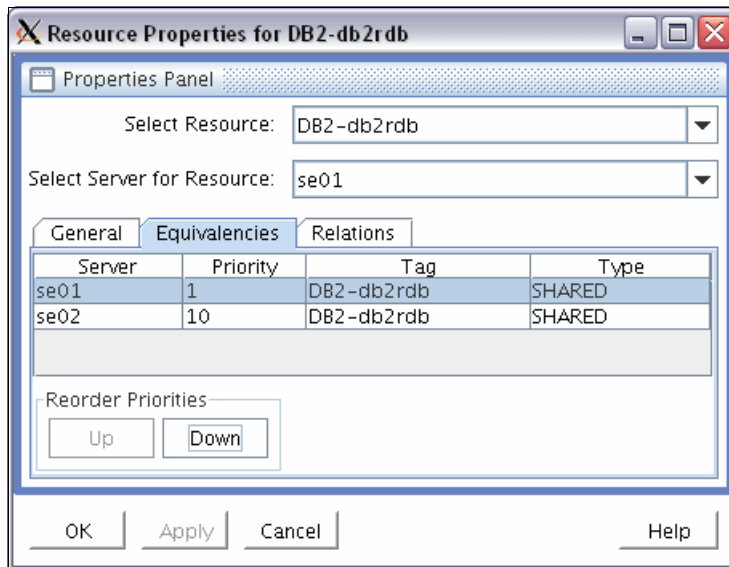 Resource Properties for DB2-db2rdb
Properties Panel
Select Resource: DB2-db2rdb
Select Server for Resource: se01
General Equivalencies Relations
Server Priority Tag Type
se01 1 DB2-db2rdb SHARED
se02 10 DB2-db2rdb SHARED
Reorder Priorities
Up Down
OK Apply Cancel Help